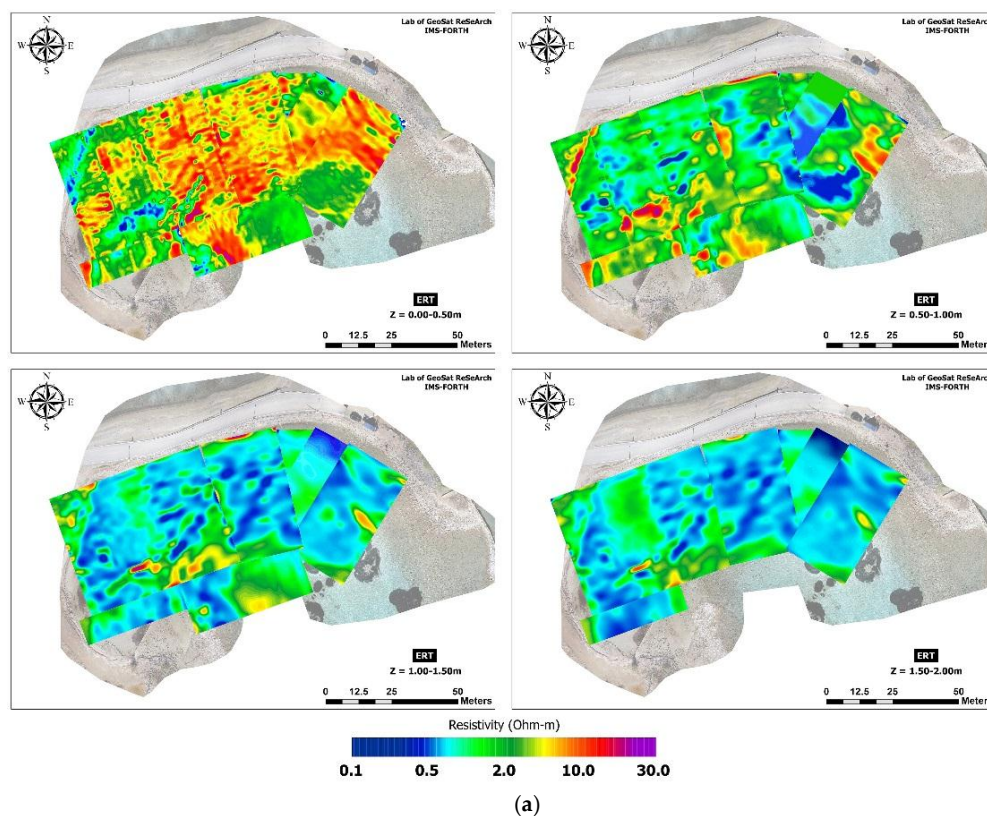 Lab of GeoSat ReSeArch
IMS-FORTH
N
W E
S
ERT
Z = 0.00-0.50m
0 12.5 25 50
Meters
Lab of GeoSat ReSeArch
IMS-FORTH
N
W E
S
ERT
Z = 0.50-1.00m
0 12.5 25 50
Meters
Lab of GeoSat ReSeArch
IMS-FORTH
N
W E
S
ERT
Z = 1.00-1.50m
0 12.5 25 50
Meters
Lab of GeoSat ReSeArch
IMS-FORTH
N
W E
S
ERT
Z = 1.50-2.00m
0 12.5 25 50
Meters
Resistivity (Ohm-m)
0.1 0.5 2.0 10.0 30.0
(a)